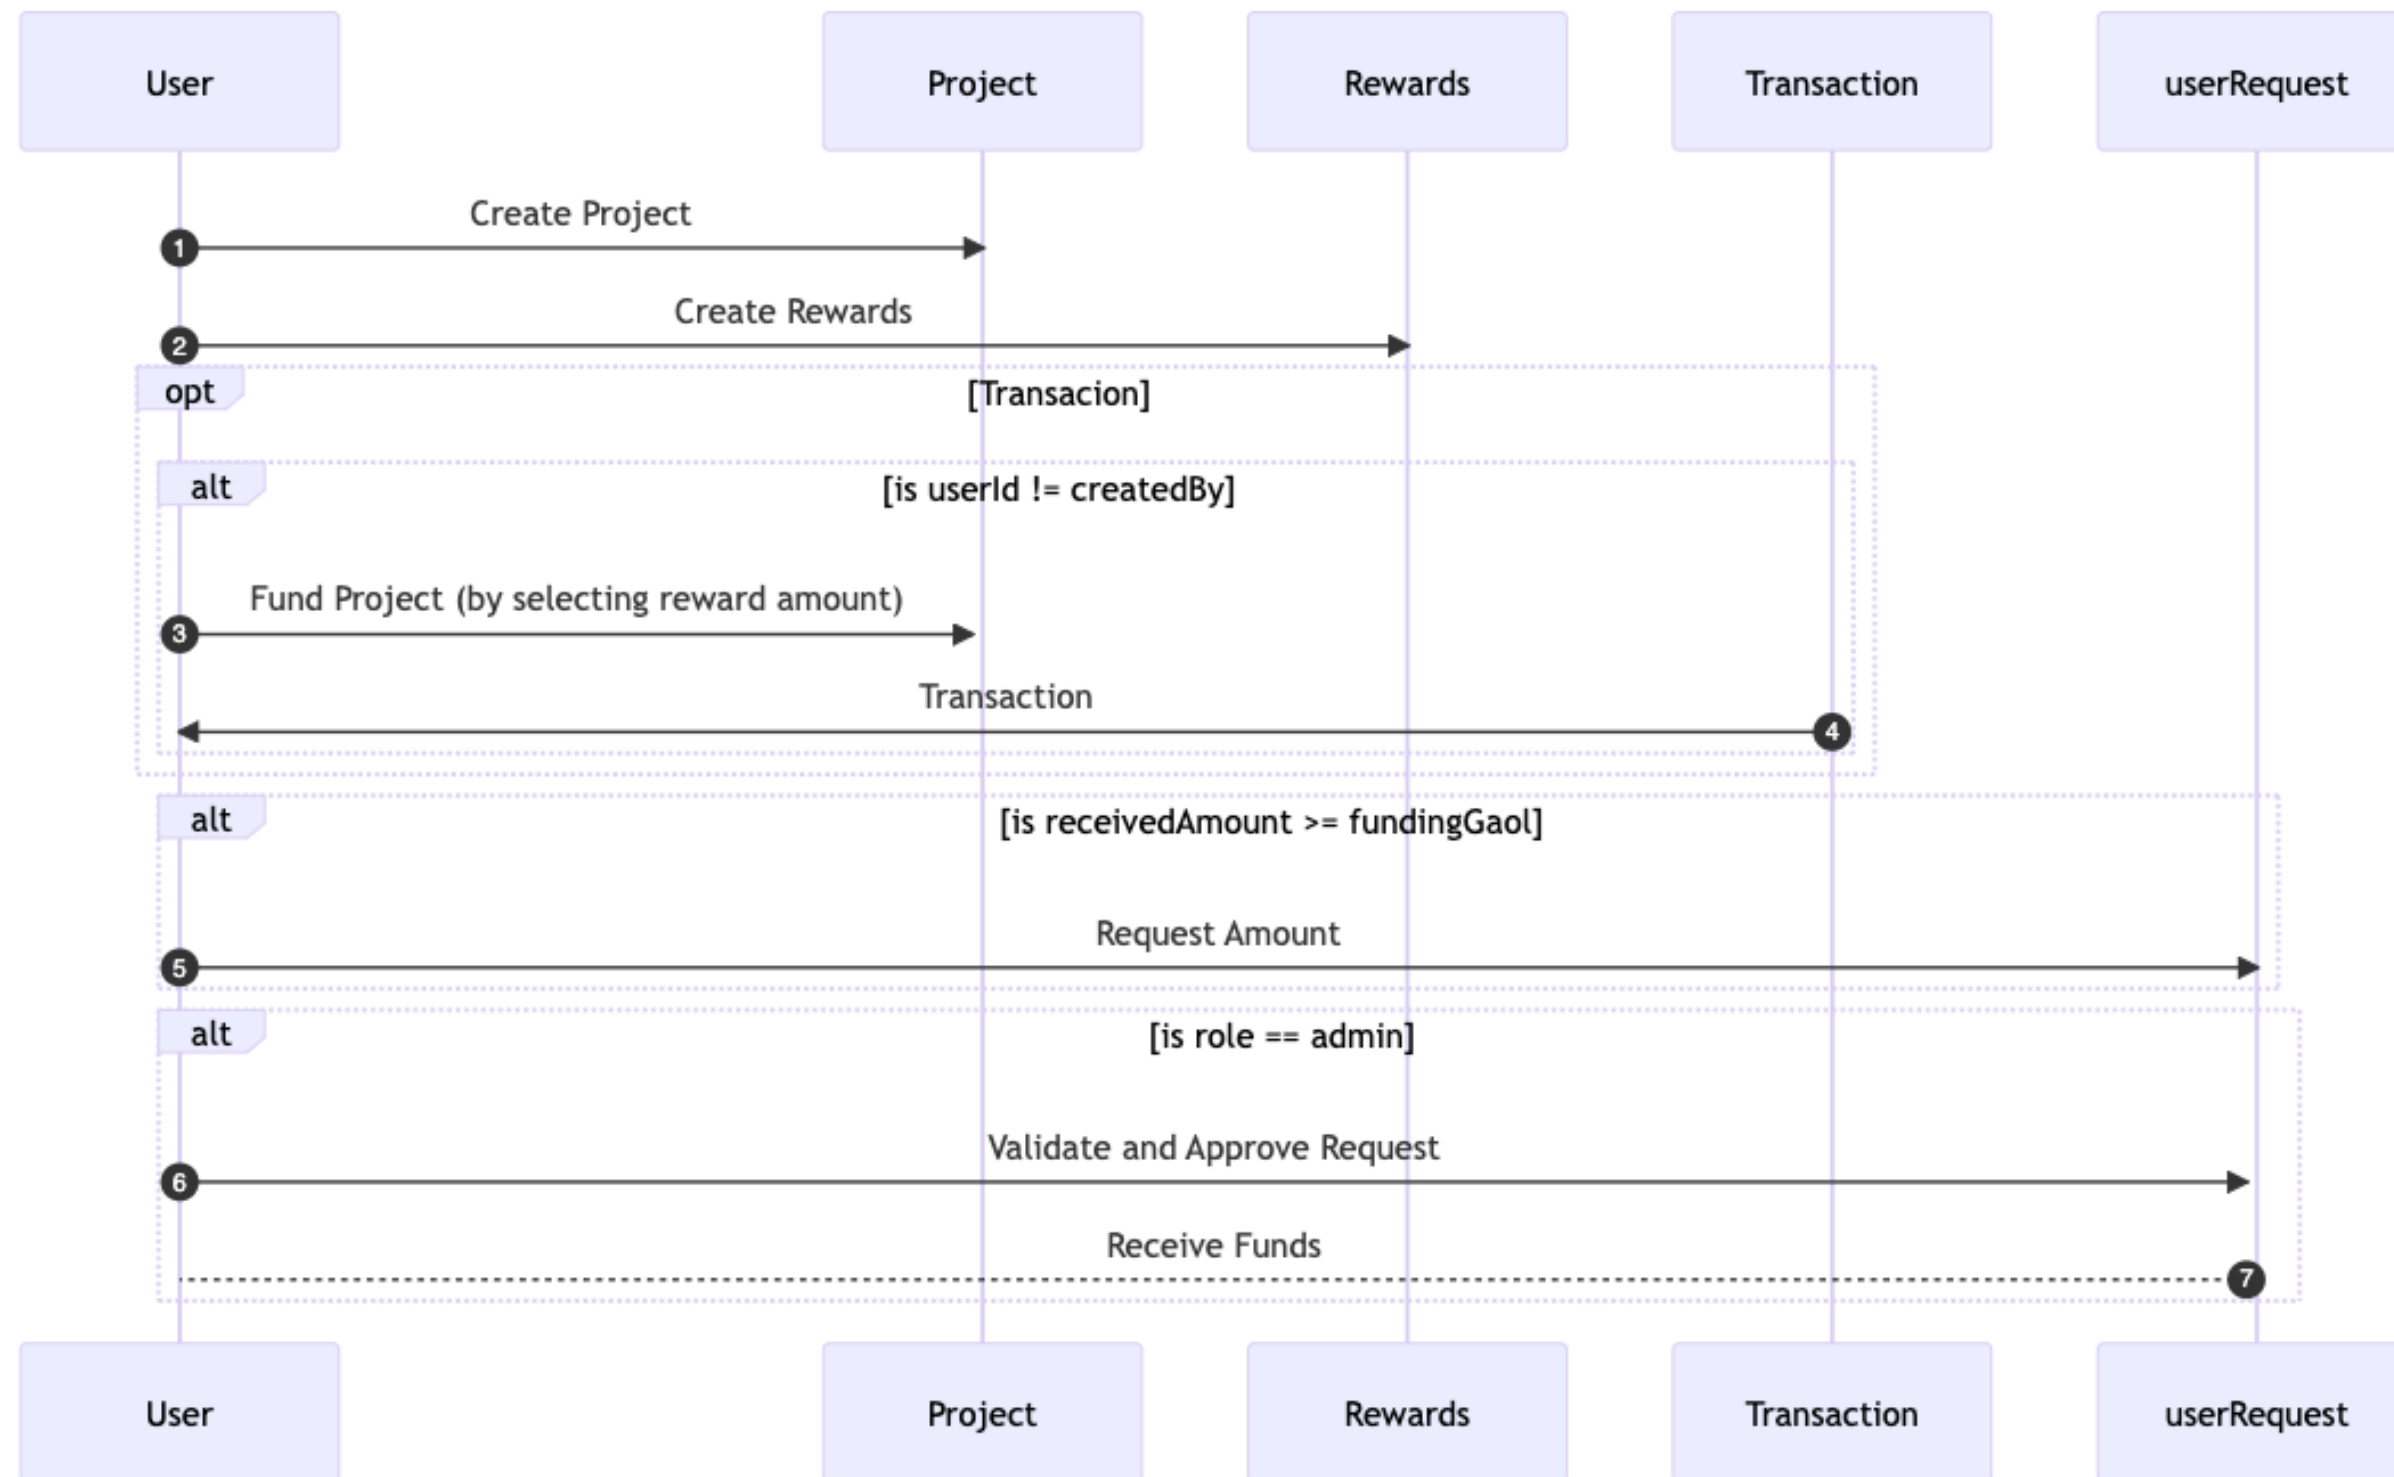 User
Project
Rewards
Transaction
userRequest
Create Project
1
Create Rewards
2
opt
[Transacion]
alt
[is userId != createdBy]
Fund Project (by selecting reward amount)
3
Transaction
4
alt
[is receivedAmount >= fundingGaol]
Request Amount
5
alt
[is role == admin]
Validate and Approve Request
6
Receive Funds
7
User
Project
Rewards
Transaction
userRequest